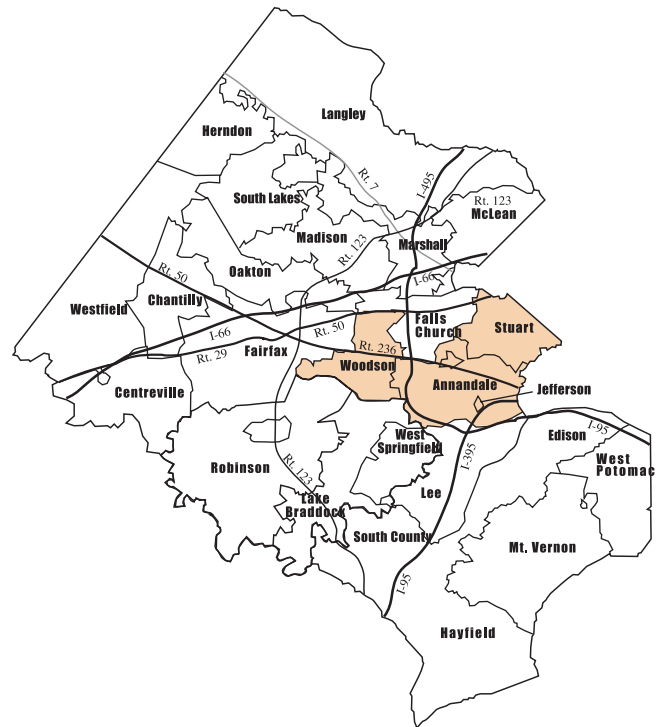 Langley
Herndon
Rt. 7
I-495
South Lakes
Rt. 123
McLean
Madison
Rt. 123
Marshall
Oakton
Rt. 50
I-66
Chantilly
Westfield
Falls
Church
Stuart
I-66
Rt. 50
Rt. 29
Fairfax
Rt. 236
Woodson
Annandale
Jefferson
Centreville
West
Springfield
I-395
Edison
I-95
West
Potomac
Robinson
Rt. 123
Lake
Braddock
Lee
South County
Mt. Vernon
I-95
Hayfield